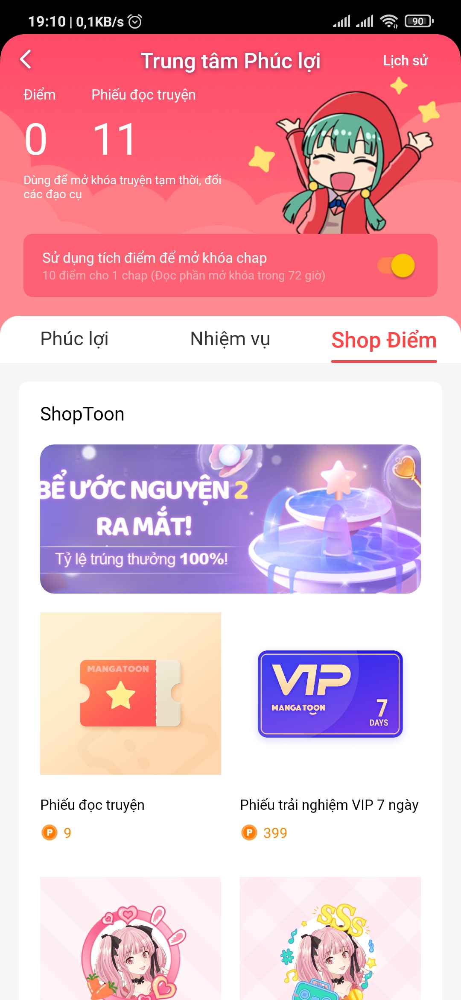 19:10 | 0,1KB/s
90
Trung tâm Phúc lợi
Lịch sử
Điểm
Phiếu đọc truyện
0
11
Dùng để mở khóa truyện tạm thời, đổi
các đạo cụ
Sử dụng tích điểm để mở khóa chap
10 điểm cho 1 chap (Đọc phần mở khóa trong 72 giờ)
Phúc lợi
Nhiệm vụ
Shop Điểm
ShopToon
BỂ ƯỚC NGUYỆN 2
RA MẮT!
Tỷ lệ trúng thưởng 100%!
MANGATOON
VIP
MANGATOON
7
DAYS
Phiếu đọc truyện
Phiếu trải nghiệm VIP 7 ngày
P 9
P 399
SSS